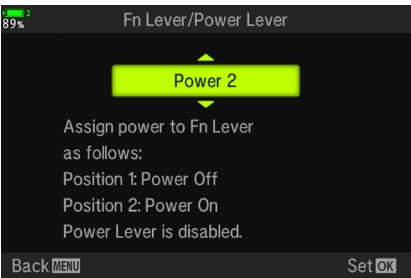 2
89%
Fn Lever/Power Lever
Power 2
Assign power to Fn Lever
as follows:
Position 1: Power Off
Position 2: Power On
Power Lever is disabled.
Back MENU Set OK